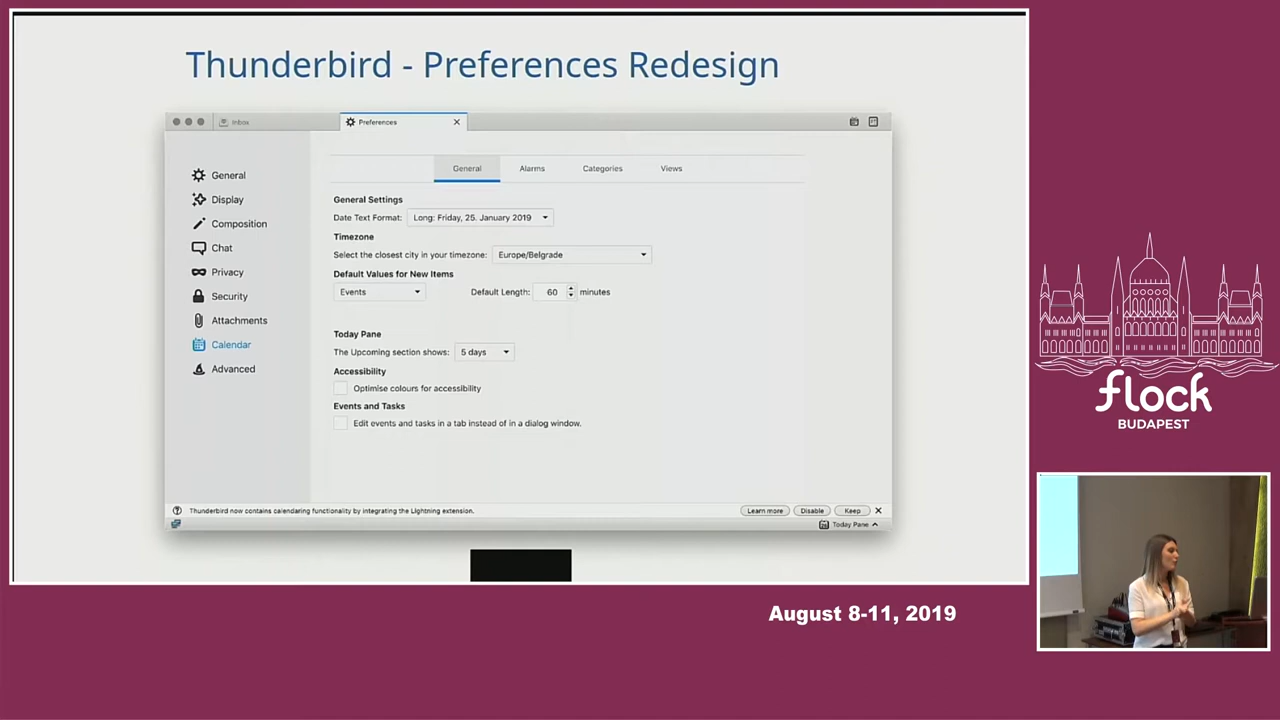 Thunderbird - Preferences Redesign
Inbox
Preferences
General
Display
Composition
Chat
Privacy
Security
Attachments
Calendar
Advanced
General Alarms Categories Views
General Settings
Date Text Format: Long: Friday, 25. January 2019
Timezone
Select the closest city in your timezone: Europe/Belgrade
Default Values for New Items
Events Default Length: 60 minutes
Today Pane
The Upcoming section shows: 5 days
Accessibility
Optimise colours for accessibility
Events and Tasks
Edit events and tasks in a tab instead of in a dialog window.
Thunderbird now contains calendaring functionality by integrating the Lightning extension. Learn more Disable Keep
Today Pane
flock
BUDAPEST
August 8-11, 2019